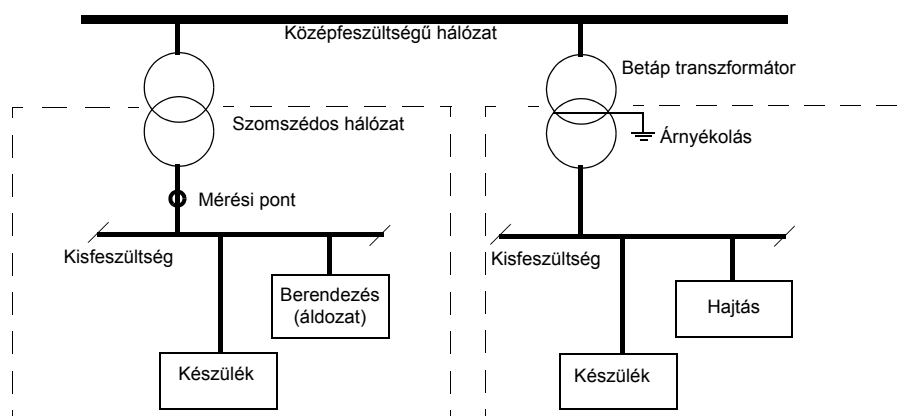 Középfeszültségű hálózat
Betáp transzformátor
Szomszédos hálózat
Árnyékolás
Mérési pont
Kisfeszültség
Kisfeszültség
Berendezés
(áldozat)
Hajtás
Készülék
Készülék